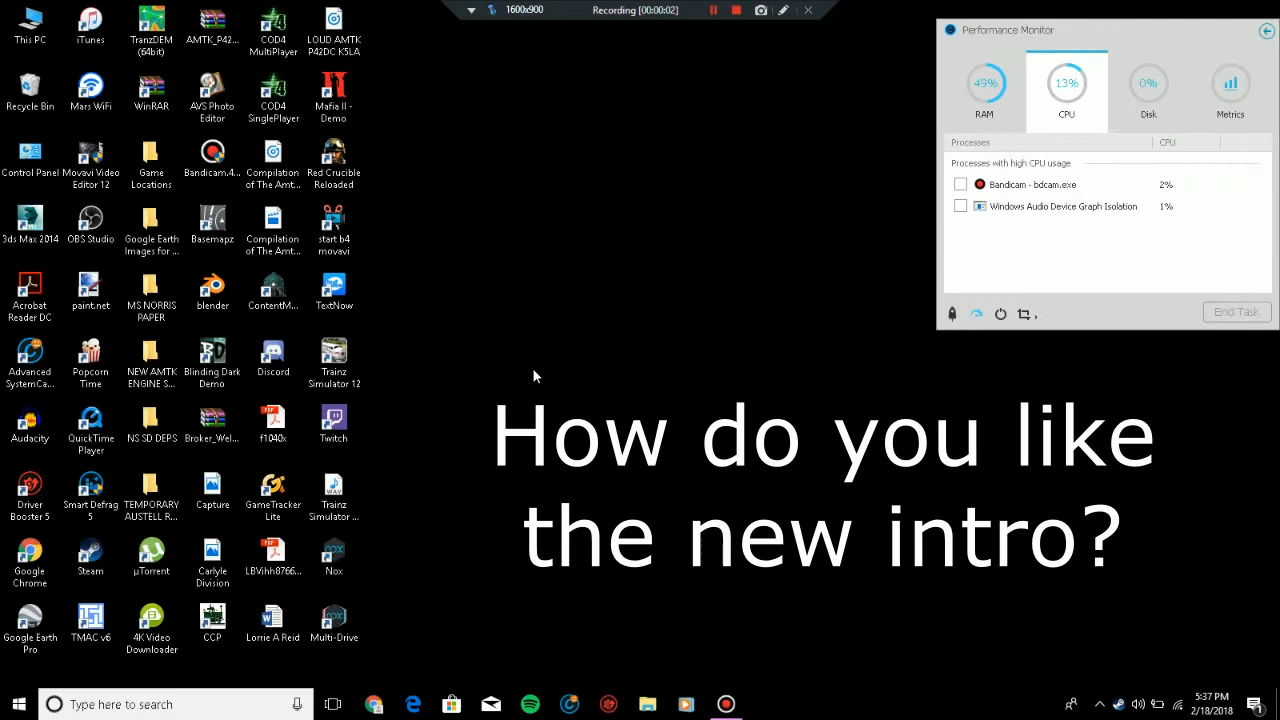 1600x900
Recording [00:00:02]
This PC
iTunes
TranzDEM
(64bit)
AMTK_P42...
COD4
MultiPlayer
LOUD AMTK
P42DC K5LA
Recycle Bin
Mars WiFi
WinRAR
AVS Photo
Editor
COD4
SinglePlayer
Mafia II -
Demo
Control Panel
Movavi Video
Editor 12
Game
Locations
Bandicam.4...
Compilation
of The Amt...
Red Crucible
Reloaded
3ds Max 2014
OBS Studio
Google Earth
Images for ...
Basemapz
Compilation
of The Amt...
start b4
movavi
Acrobat
Reader DC
paint.net
MS NORRIS
PAPER
blender
ContentM...
TextNow
Advanced
SystemCa...
Popcorn
Time
NEW AMTK
ENGINE S...
Blinding Dark
Demo
Discord
Trainz
Simulator 12
Audacity
QuickTime
Player
NS SD DEPS
Broker_Wel...
f1040x
Twitch
Driver
Booster 5
Smart Defrag
5
TEMPORARY
AUSTELL R...
Capture
GameTracker
Lite
Trainz
Simulator ...
Google
Chrome
Steam
µTorrent
Carlyle
Division
LBVihh8766...
Nox
Google Earth
Pro
TMAC v6
4K Video
Downloader
CCP
Lorrie A Reid
Multi-Drive
Performance Monitor
49%
13%
0%
RAM
CPU
Disk
Metrics
Processes
CPU
Processes with high CPU usage
Bandicam - bdcam.exe
2%
Windows Audio Device Graph Isolation
1%
End Task
How do you like
the new intro?
Type here to search
5:37 PM
2/18/2018